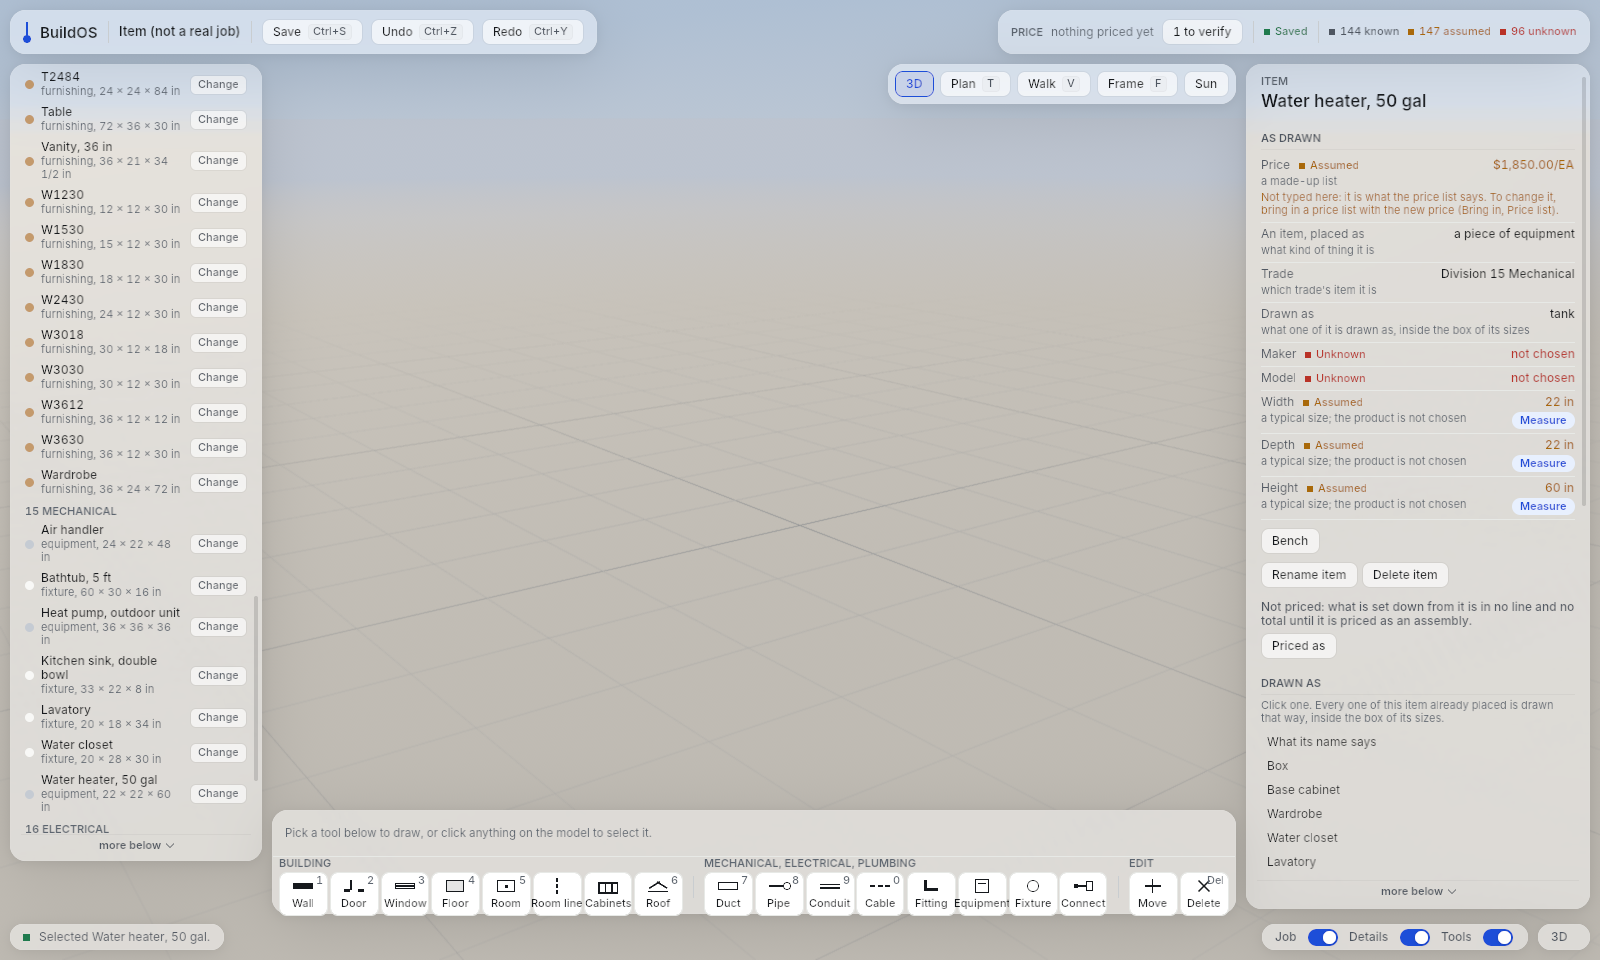 BuildOS
Item (not a real job)
Save Ctrl+S
Undo Ctrl+Z
Redo Ctrl+Y
PRICE nothing priced yet
1 to verify
Saved
144 known
147 assumed
96 unknown
T2484
furnishing, 24 × 24 × 84 in
Change
Table
furnishing, 72 × 36 × 30 in
Change
Vanity, 36 in
furnishing, 36 × 21 × 34
1/2 in
Change
W1230
furnishing, 12 × 12 × 30 in
Change
W1530
furnishing, 15 × 12 × 30 in
Change
W1830
furnishing, 18 × 12 × 30 in
Change
W2430
furnishing, 24 × 12 × 30 in
Change
W3018
furnishing, 30 × 12 × 18 in
Change
W3030
furnishing, 30 × 12 × 30 in
Change
W3612
furnishing, 36 × 12 × 12 in
Change
W3630
furnishing, 36 × 12 × 30 in
Change
Wardrobe
furnishing, 36 × 24 × 72 in
Change
15 MECHANICAL
Air handler
equipment, 24 × 22 × 48
in
Change
Bathtub, 5 ft
fixture, 60 × 30 × 16 in
Change
Heat pump, outdoor unit
equipment, 36 × 36 × 36
in
Change
Kitchen sink, double
bowl
fixture, 33 × 22 × 8 in
Change
Lavatory
fixture, 20 × 18 × 34 in
Change
Water closet
fixture, 20 × 28 × 30 in
Change
Water heater, 50 gal
equipment, 22 × 22 × 60
in
Change
16 ELECTRICAL
more below
3D
Plan T
Walk V
Frame F
Sun
ITEM
Water heater, 50 gal
AS DRAWN
Price Assumed $1,850.00/EA
a made-up list
Not typed here: it is what the price list says. To change it,
bring in a price list with the new price (Bring in, Price list).
An item, placed as a piece of equipment
what kind of thing it is
Trade Division 15 Mechanical
which trade's item it is
Drawn as tank
what one of it is drawn as, inside the box of its sizes
Maker Unknown not chosen
Model Unknown not chosen
Width Assumed 22 in
a typical size; the product is not chosen Measure
Depth Assumed 22 in
a typical size; the product is not chosen Measure
Height Assumed 60 in
a typical size; the product is not chosen Measure
Bench
Rename item
Delete item
Not priced: what is set down from it is in no line and no
total until it is priced as an assembly.
Priced as
DRAWN AS
Click one. Every one of this item already placed is drawn
that way, inside the box of its sizes.
What its name says
Box
Base cabinet
Wardrobe
Water closet
Lavatory
more below
Pick a tool below to draw, or click anything on the model to select it.
BUILDING
1 Wall
2 Door
3 Window
4 Floor
5 Room
Room line
Cabinets
6 Roof
MECHANICAL, ELECTRICAL, PLUMBING
7 Duct
8 Pipe
9 Conduit
0 Cable
Fitting
Equipment
Fixture
Connect
EDIT
Move
Del Delete
Selected Water heater, 50 gal.
Job
Details
Tools
3D